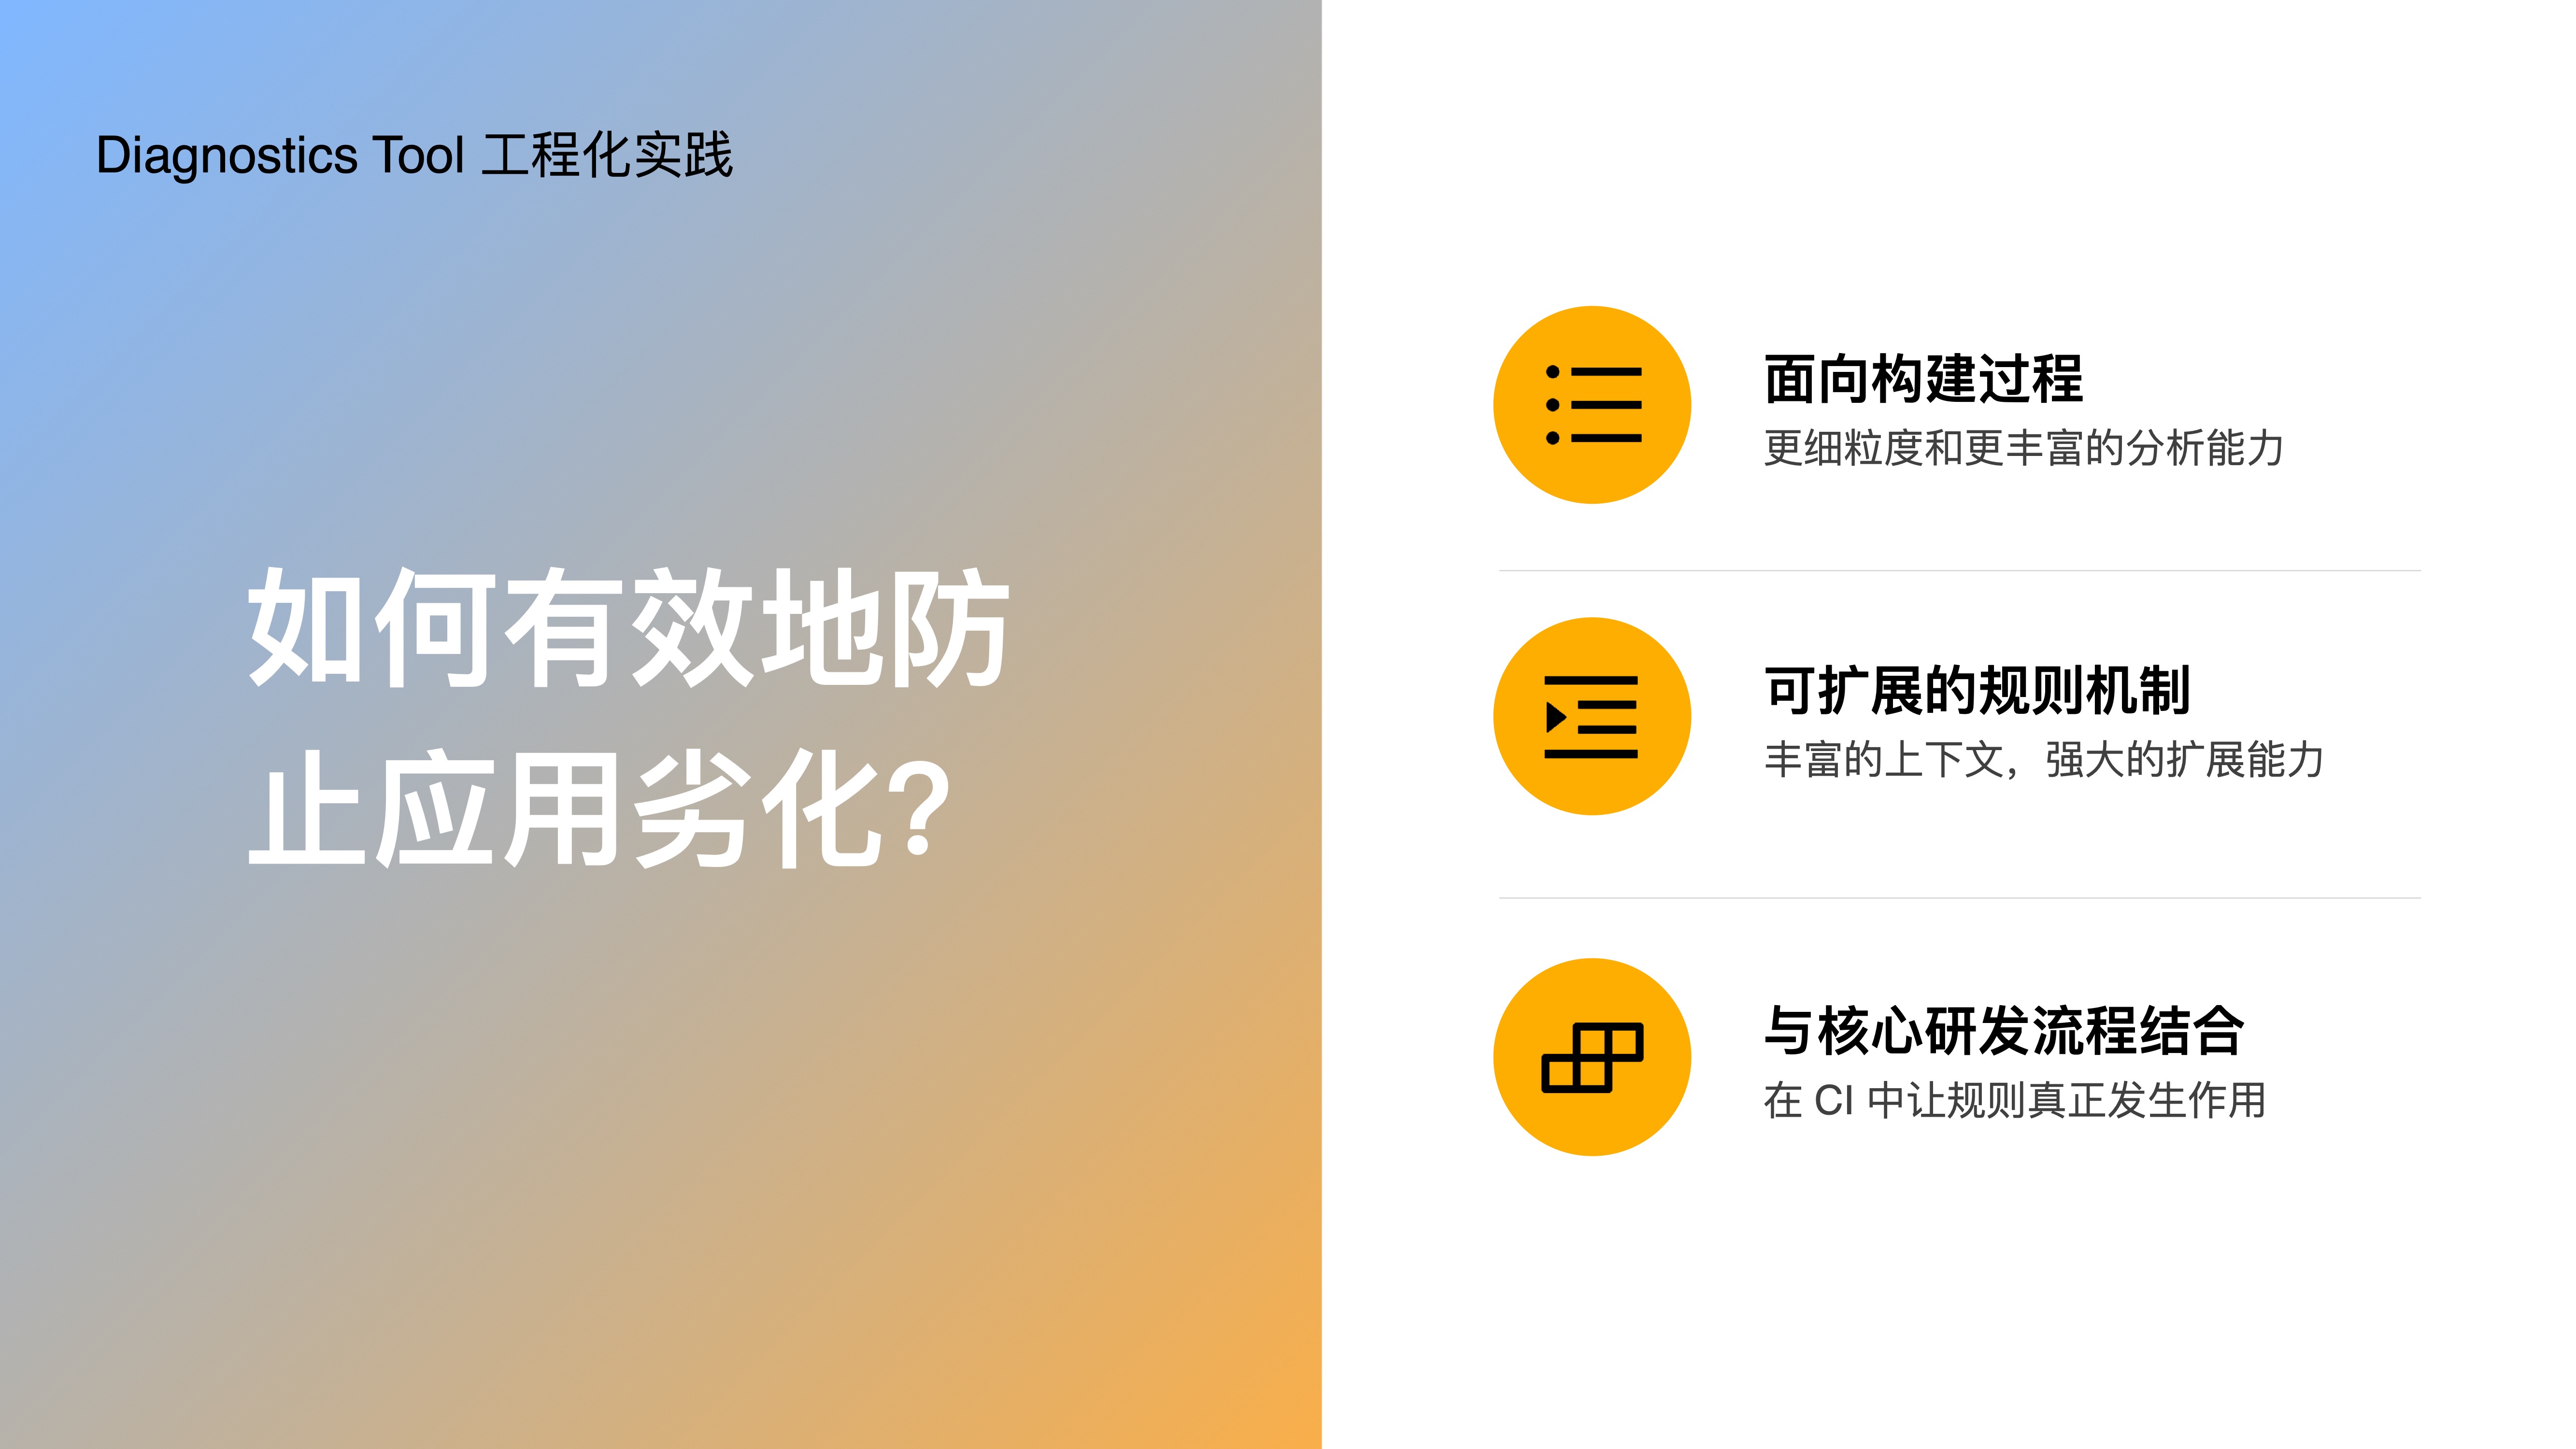 Diagnostics Tool 工程化实践
如何有效地防
止应用劣化?
面向构建过程
更细粒度和更丰富的分析能力
可扩展的规则机制
丰富的上下文，强大的扩展能力
与核心研发流程结合
在 CI 中让规则真正发生作用